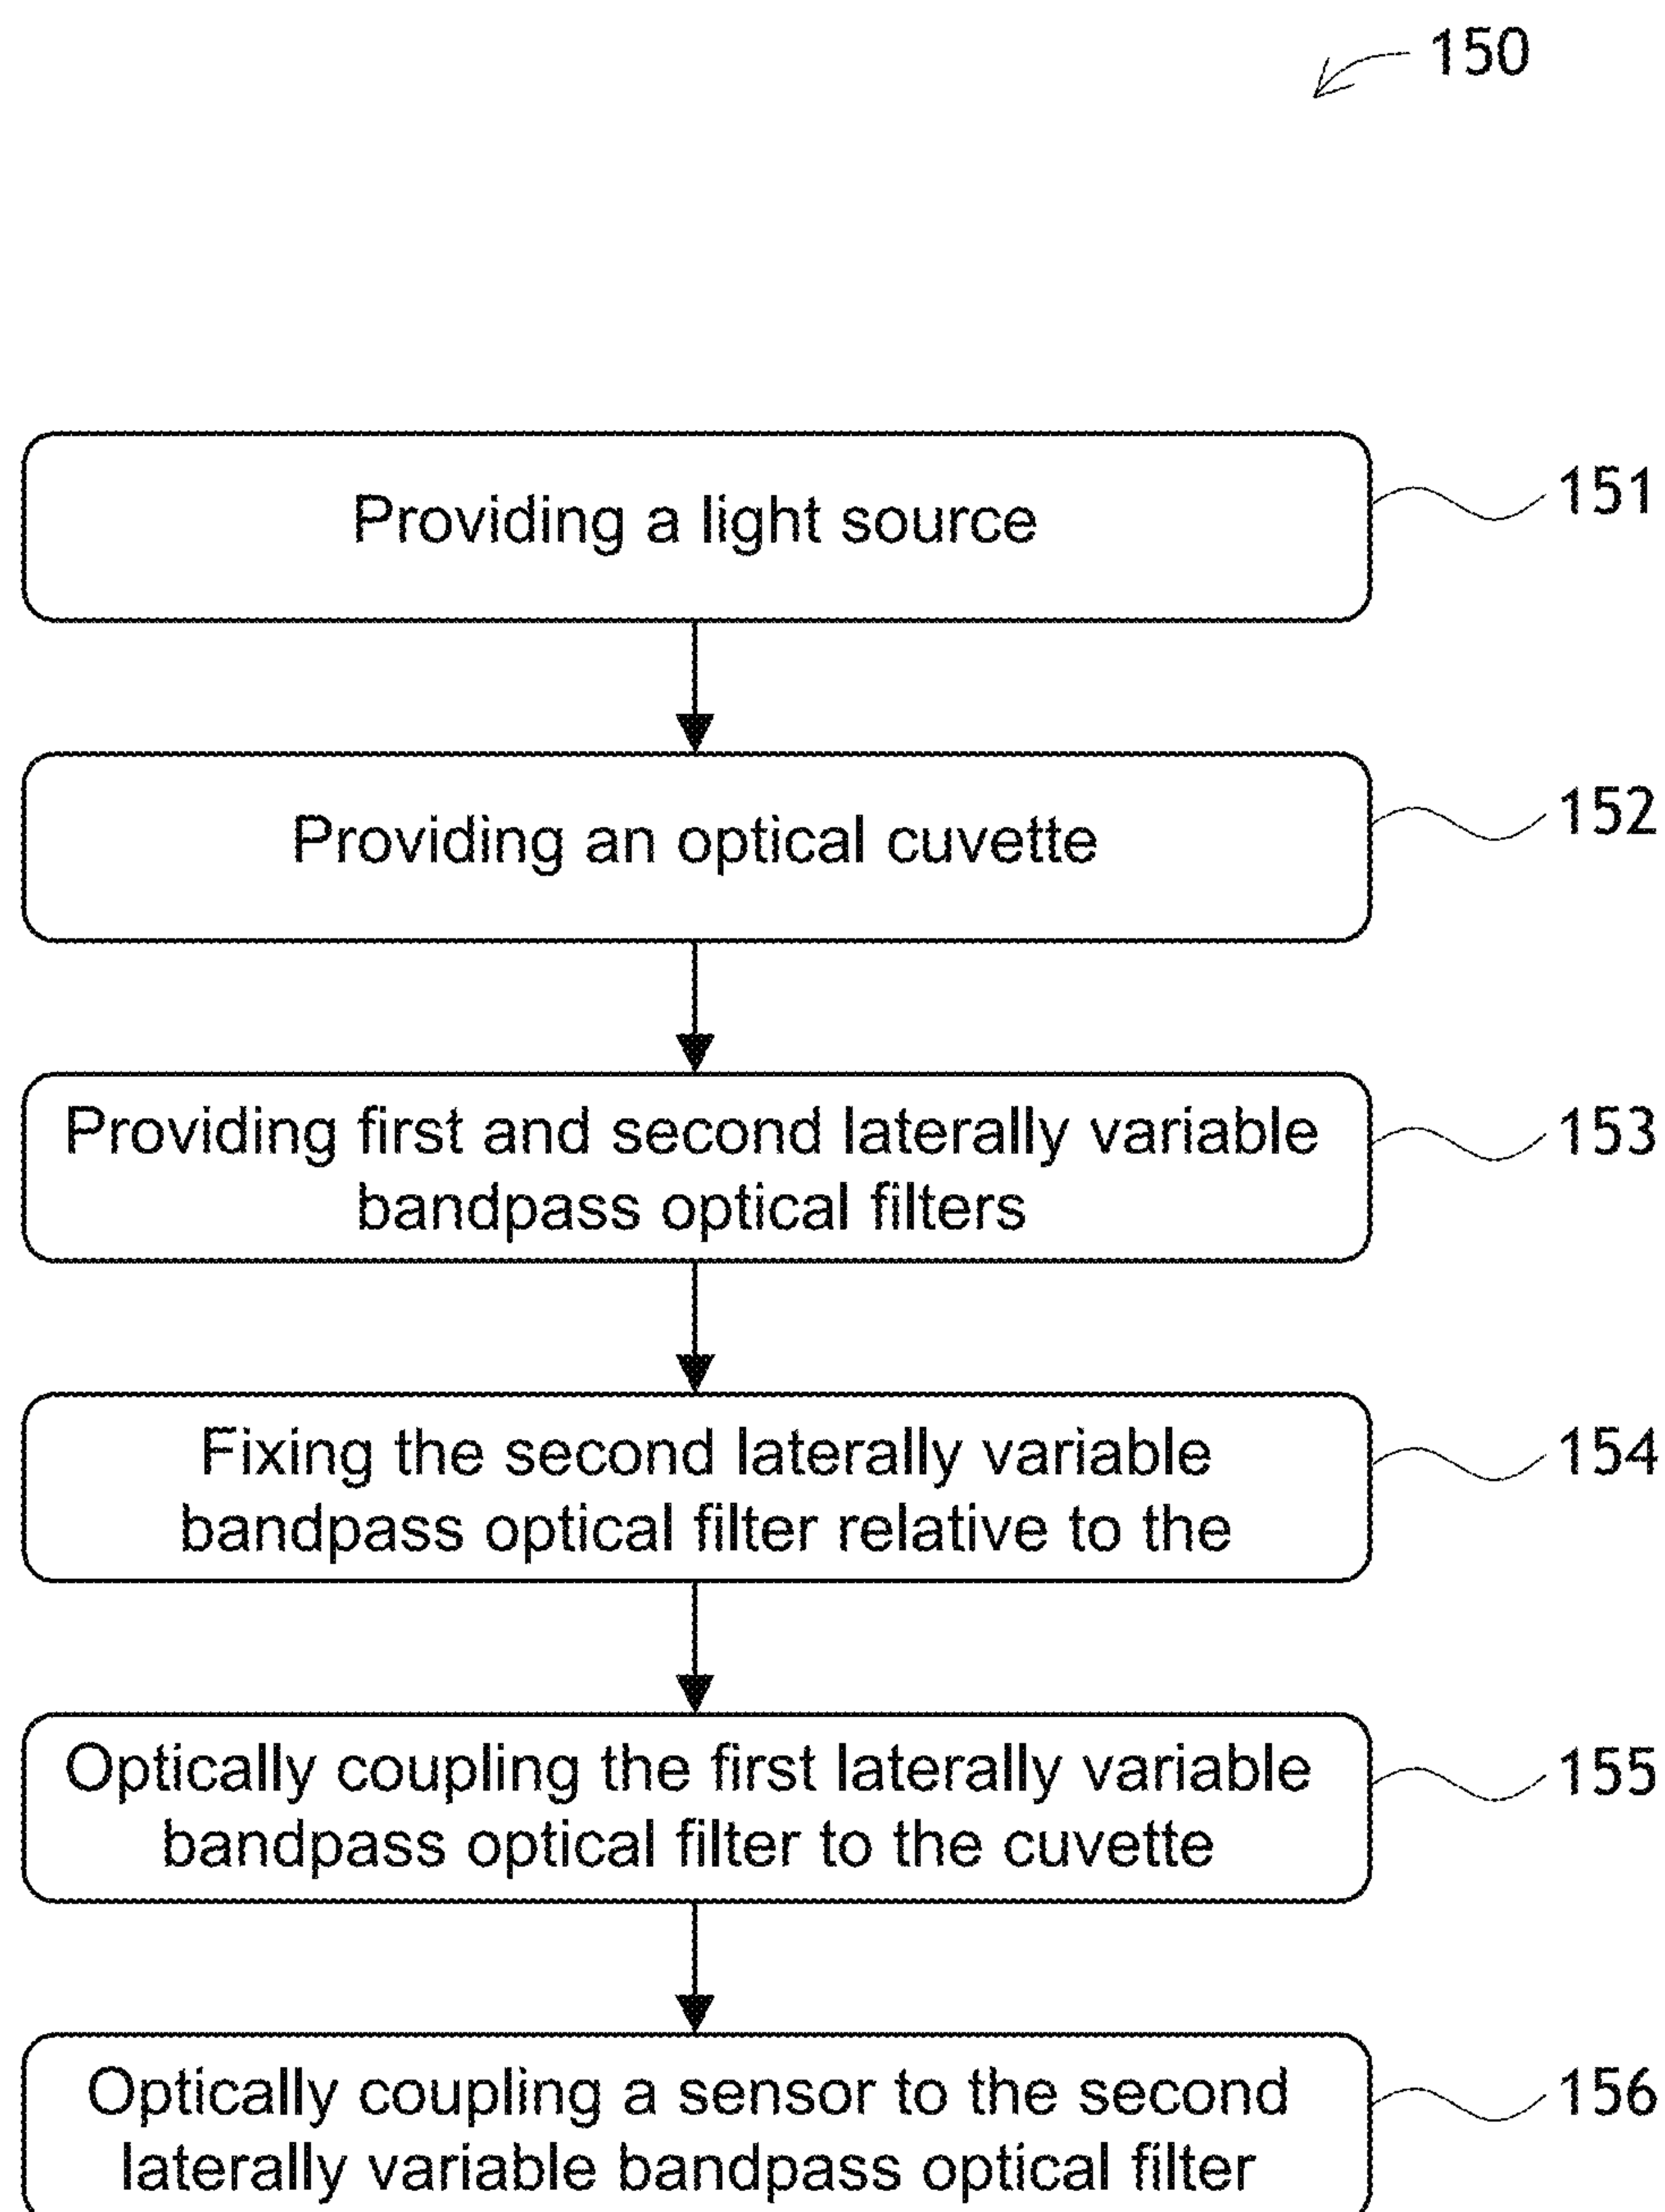 150
Providing a light source
151
Providing an optical cuvette
152
Providing first and second laterally variable
bandpass optical filters
153
Fixing the second laterally variable
bandpass optical filter relative to the
154
Optically coupling the first laterally variable
bandpass optical filter to the cuvette
155
Optically coupling a sensor to the second
laterally variable bandpass optical filter
156